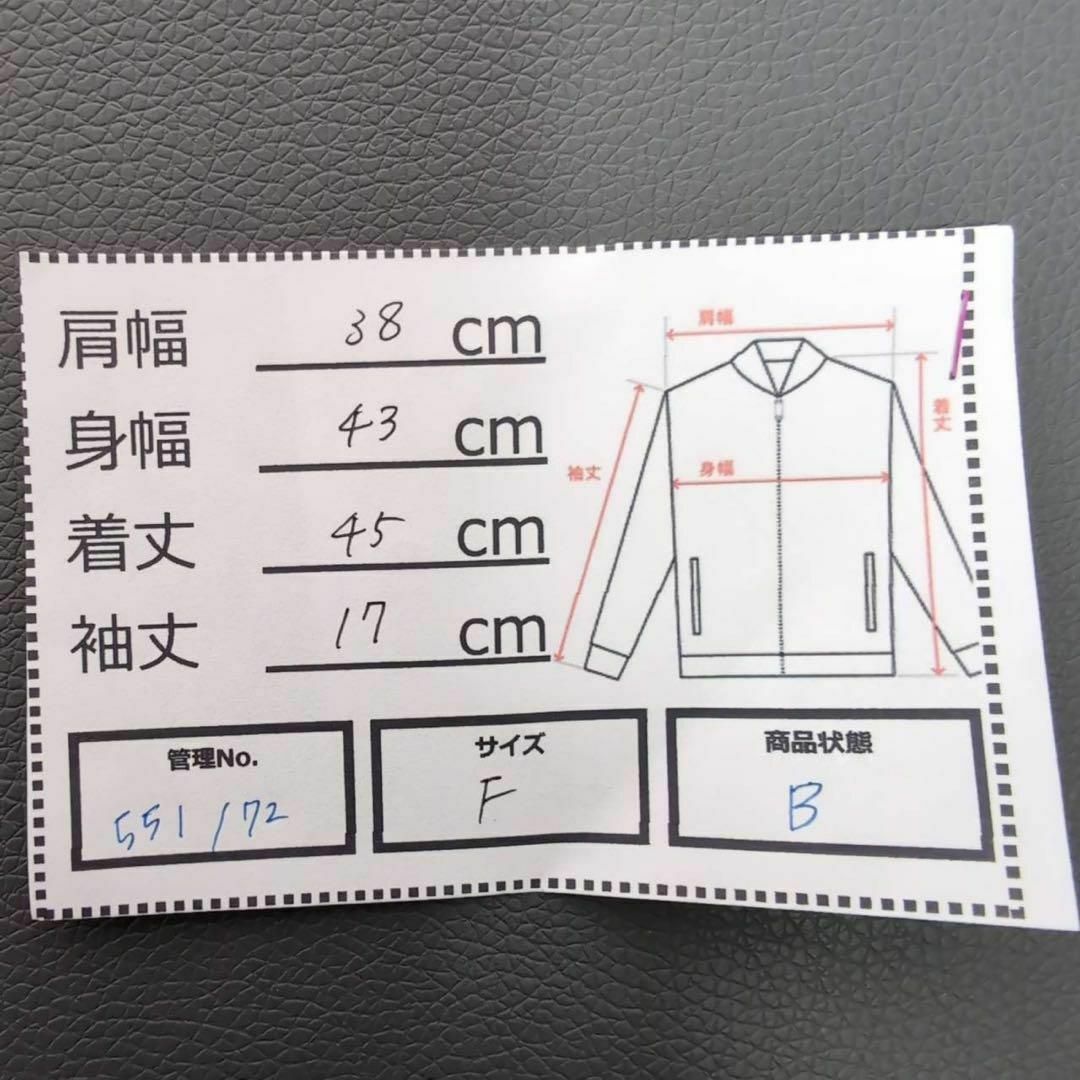 肩幅 38 cm
身幅 43 cm
着丈 45 cm
袖丈 17 cm
肩幅
着丈
身幅
袖丈
管理No.
551/72
サイズ
F
商品状態
B